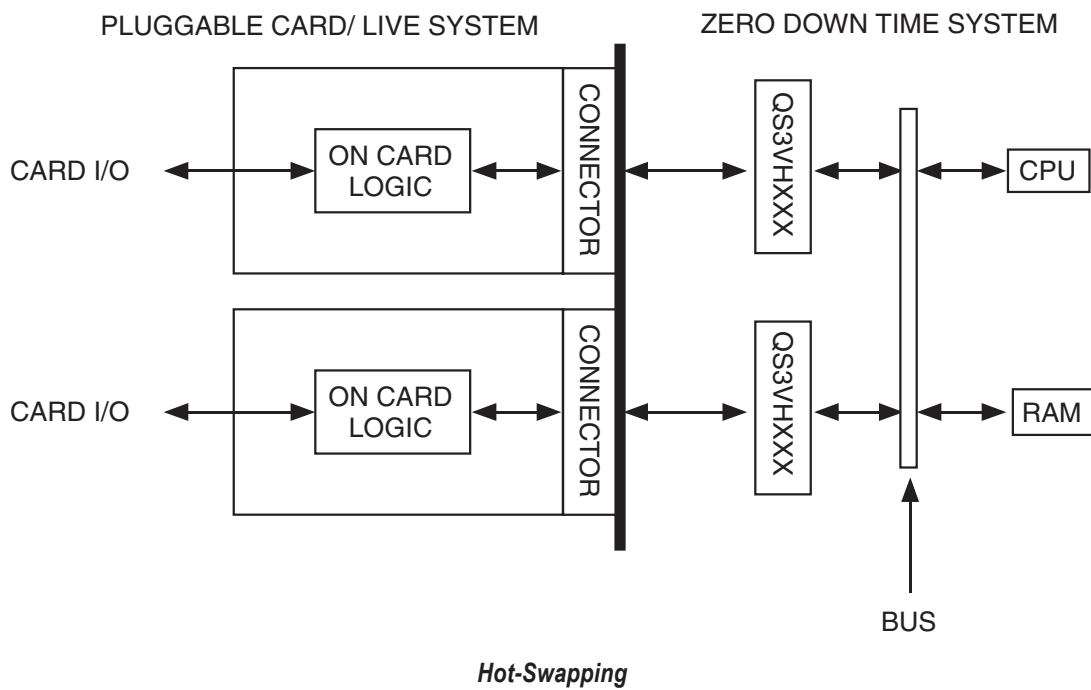 PLUGGABLE CARD/ LIVE SYSTEM
ZERO DOWN TIME SYSTEM
CARD I/O
ON CARD
LOGIC
CONNECTOR
QS3VHXXX
CPU
CARD I/O
ON CARD
LOGIC
CONNECTOR
QS3VHXXX
RAM
BUS
Hot-Swapping